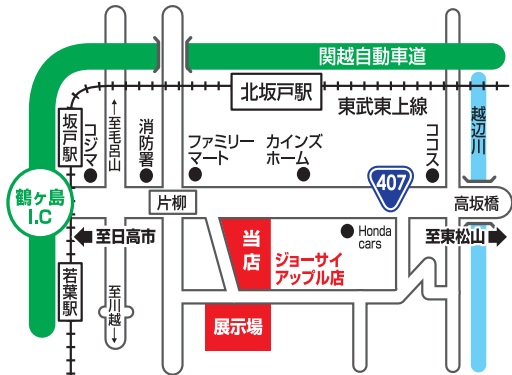 関越自動車道
北坂戸駅
東武東上線
坂戸駅
コジマ
至毛呂山
消防署
ファミリー
マート
カインズ
ホーム
407
ココス
越辺川
鶴ヶ島
I.C
片柳
高坂橋
至日高市
当店
ジョーサイ
アップル店
Honda
cars
至東松山
若葉駅
至川越
展示場